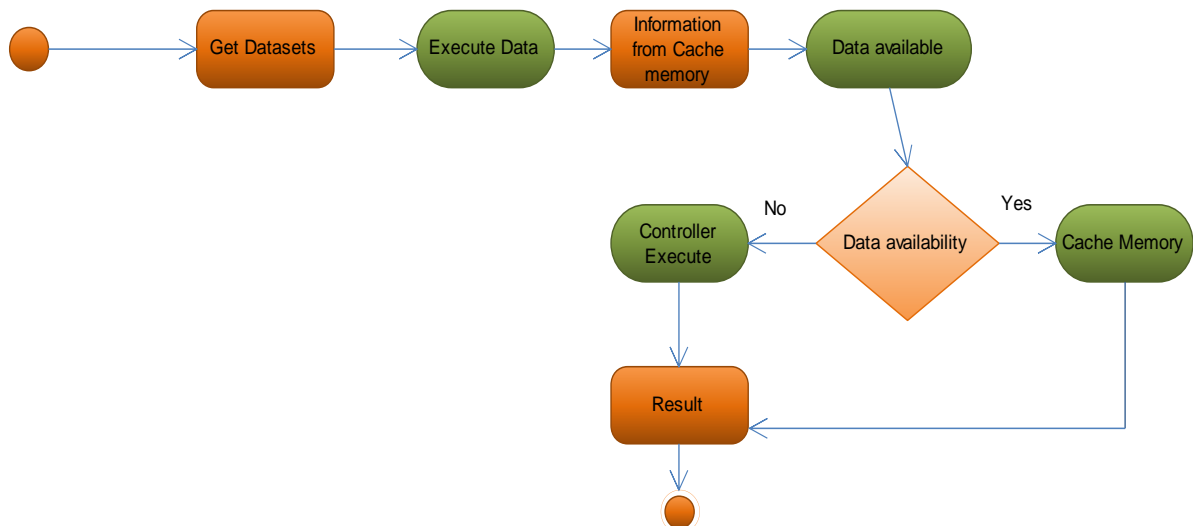 Get Datasets
Execute Data
Information
from Cache
memory
Data available
No
Yes
Controller
Execute
Data availability
Cache Memory
Result